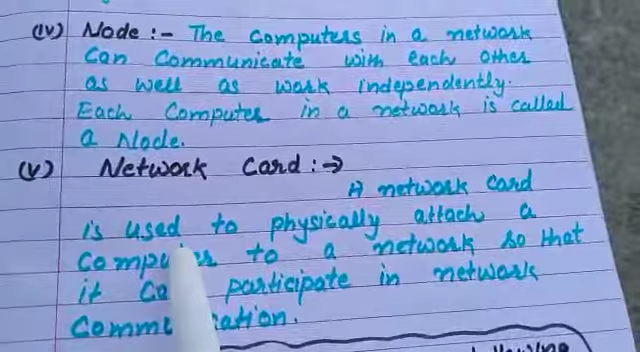 (iv) Node :- The computers in a network
Can Communicate with each other
as well as work independently.
Each Computer in a network is called
a Node.
(v) Network Card :→
A network card
is used to physically attach a
to a network so that
it participate in network